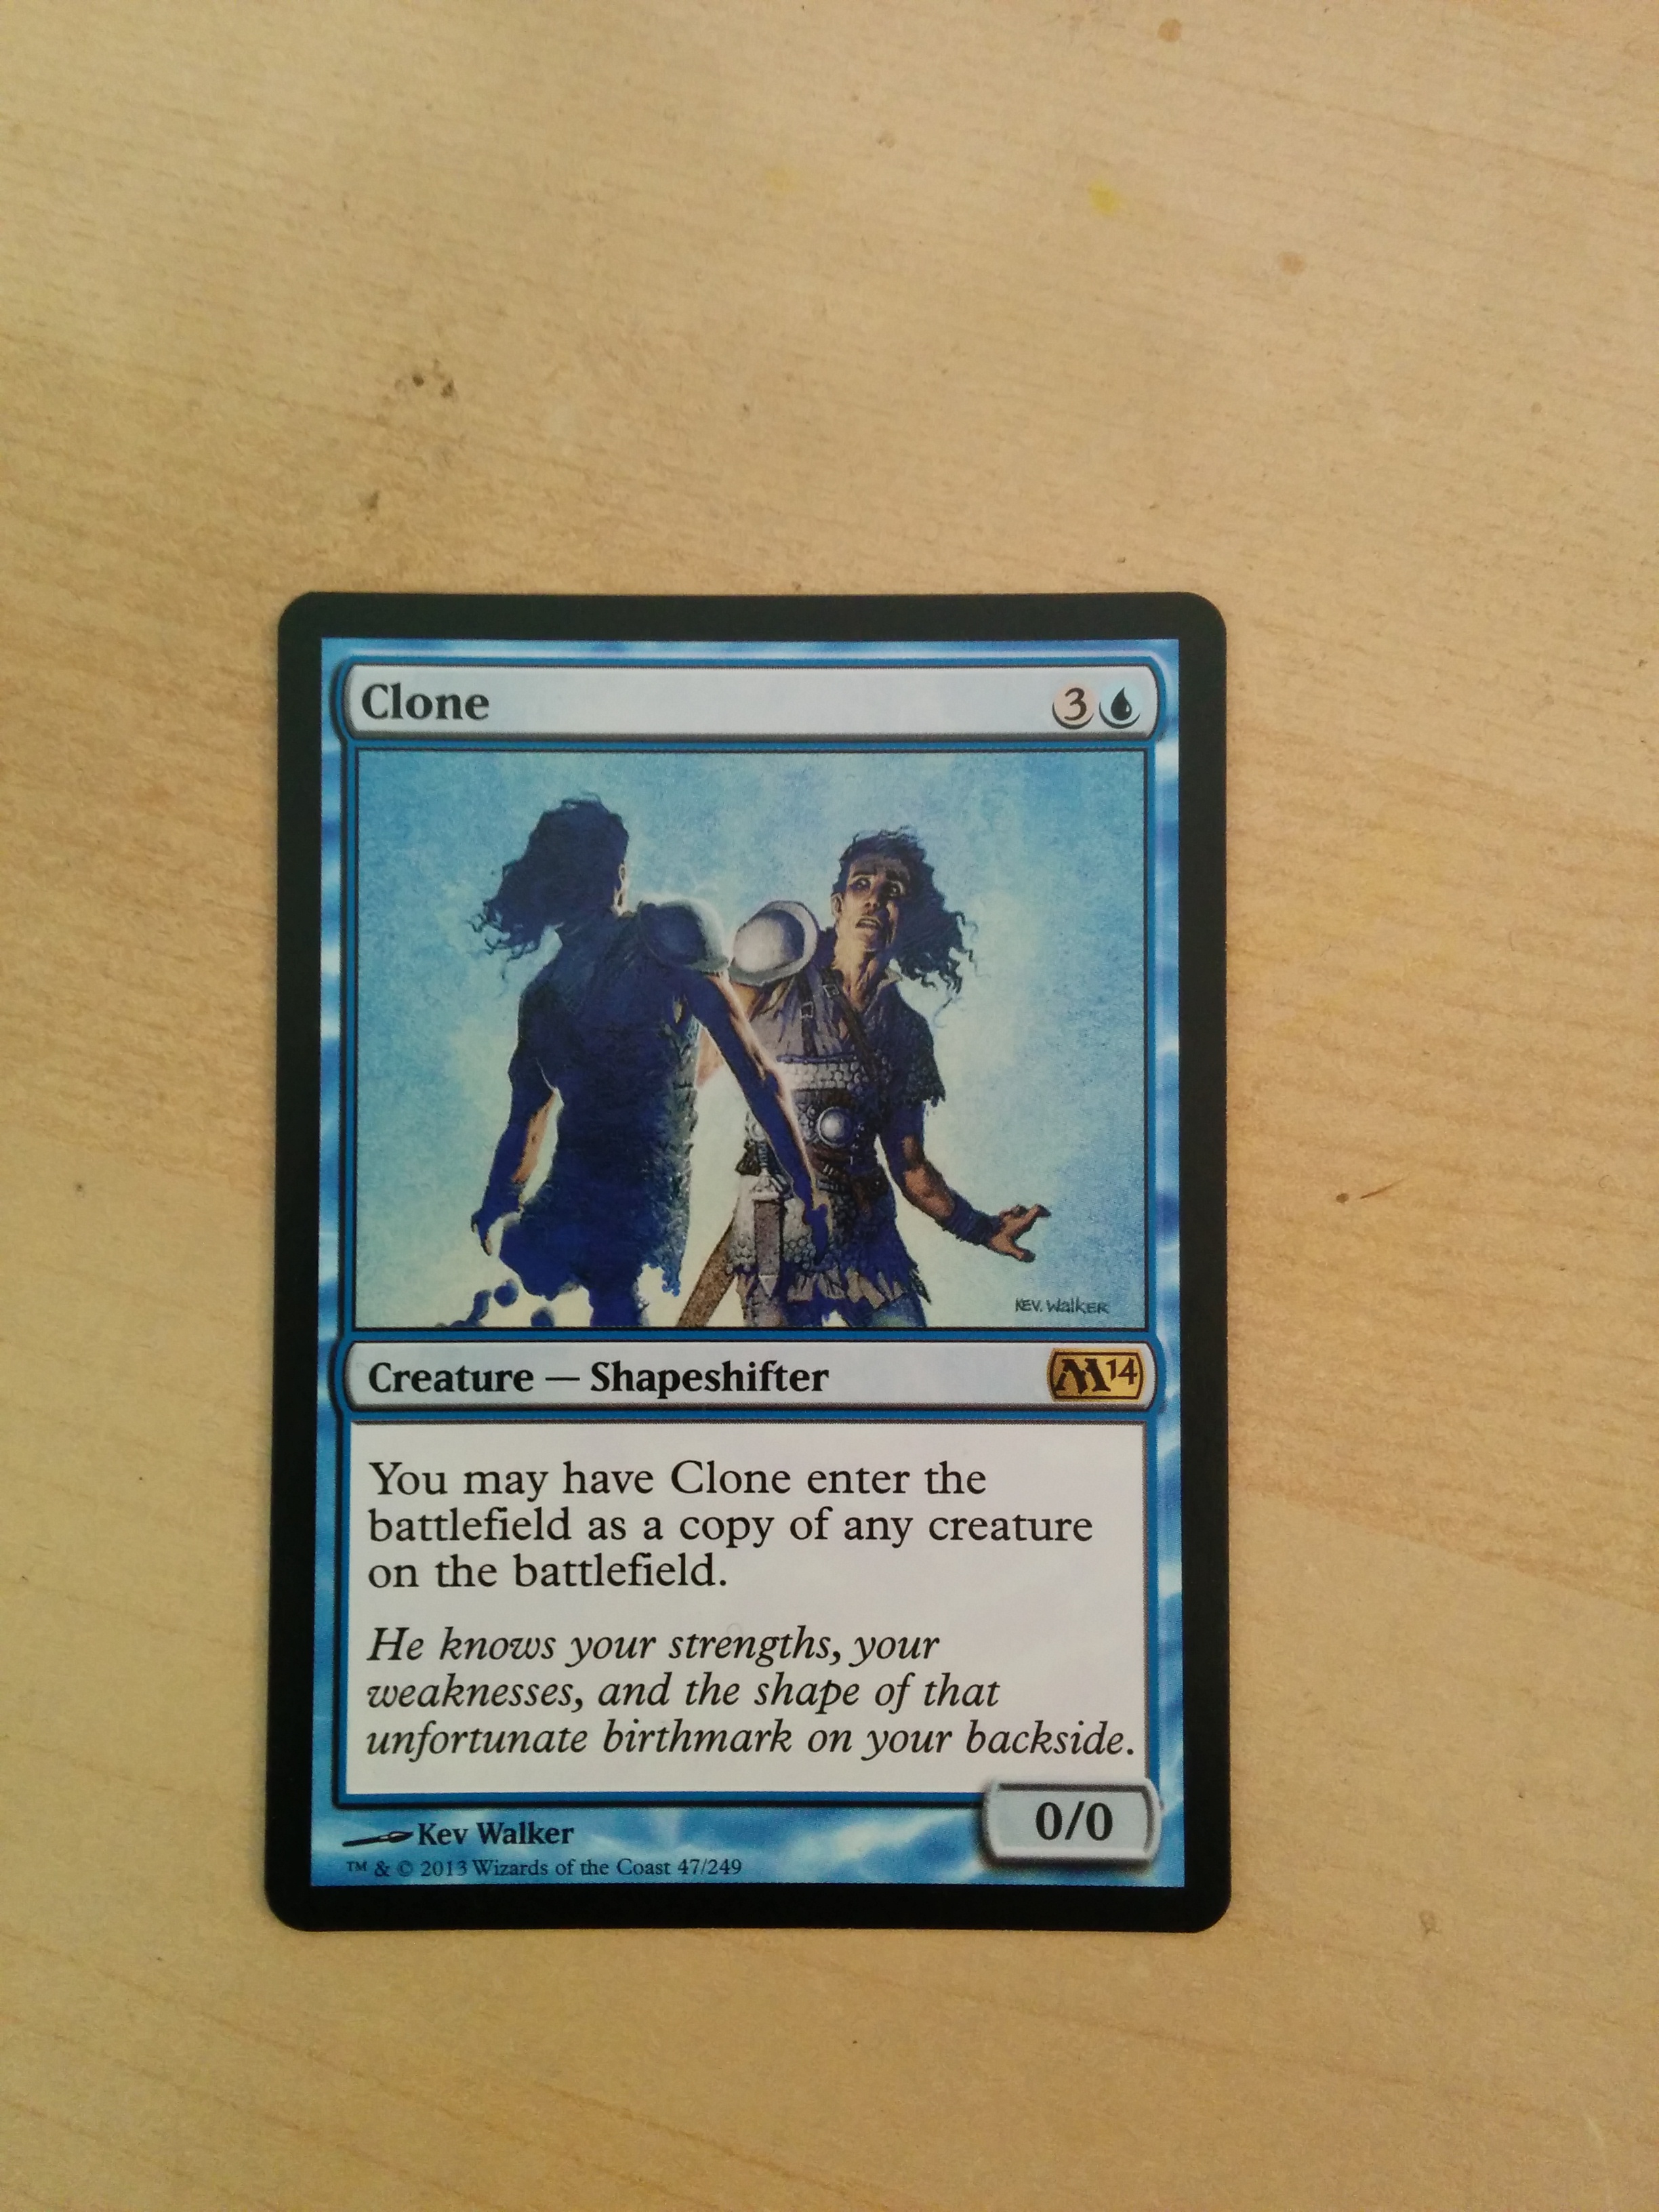 Clone 3
KEV. WALKER
Creature — Shapeshifter M14
You may have Clone enter the
battlefield as a copy of any creature
on the battlefield.
He knows your strengths, your
weaknesses, and the shape of that
unfortunate birthmark on your backside.
0/0
Kev Walker
™ & © 2013 Wizards of the Coast 47/249